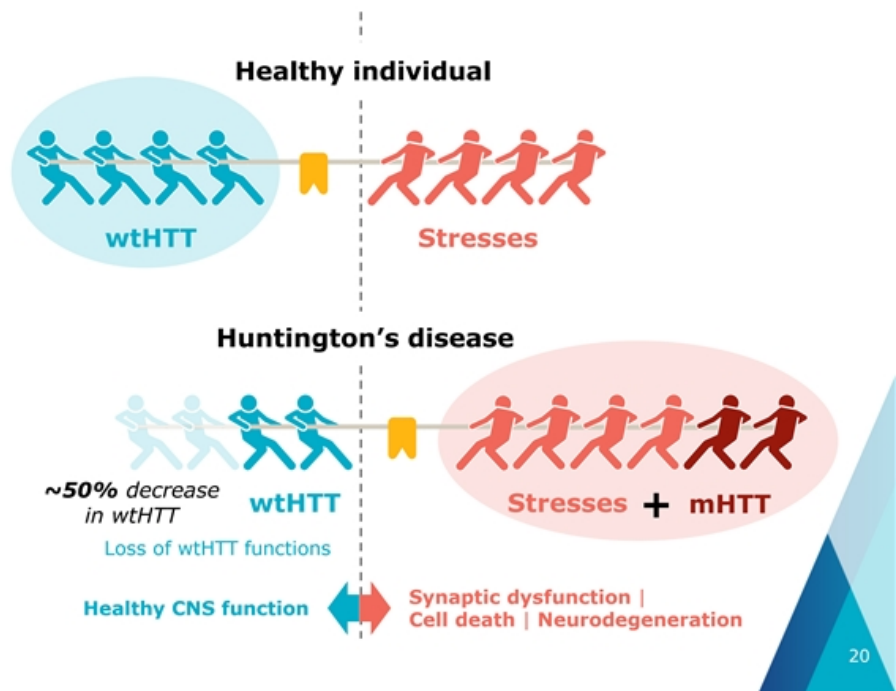 Healthy individual
wtHTT
Stresses
Huntington’s disease
~50% decrease
in wtHTT
wtHTT
Loss of wtHTT functions
Stresses + mHTT
Healthy CNS function
Synaptic dysfunction |
Cell death | Neurodegeneration
20